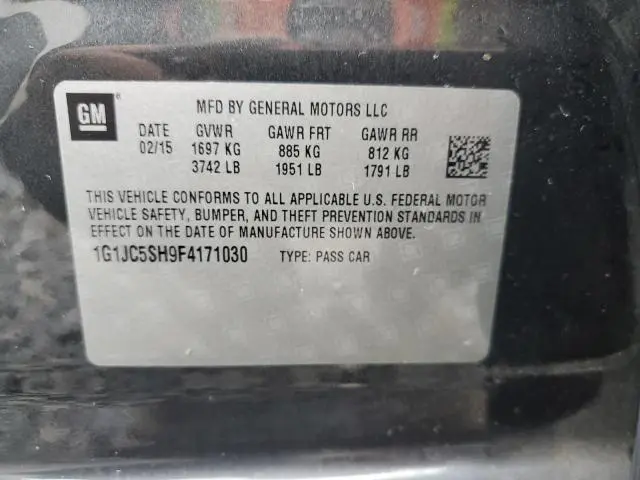 GM
MFD BY GENERAL MOTORS LLC
DATE GVWR GAWR FRT GAWR RR
02/15 1697 KG 885 KG 812 KG
3742 LB 1951 LB 1791 LB
THIS VEHICLE CONFORMS TO ALL APPLICABLE U.S. FEDERAL MOTOR
VEHICLE SAFETY, BUMPER, AND THEFT PREVENTION STANDARDS IN
EFFECT ON THE DATE OF MANUFACTURE SHOWN ABOVE.
1G1JC5SH9F4171030 TYPE: PASS CAR